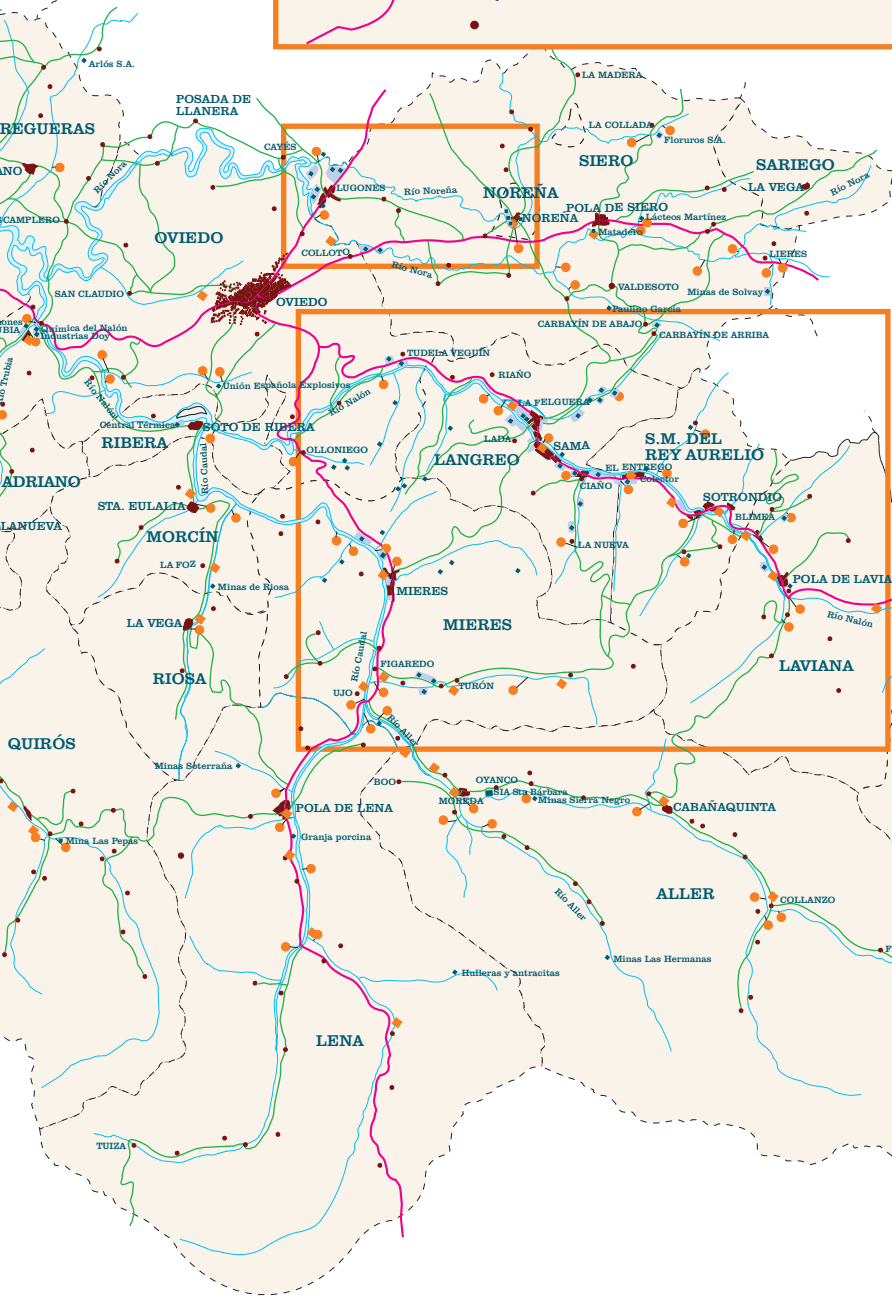 Arlós S.A.
LA MADERA
POSADA DE
LLANERA
REGUERAS
LA COLLADA
Floruros S.A.
CAYÉS
SIERO
SARIEGO
LA VEGA
Río Nora
Río Nora
LUGONES
Río Noreña
NOREÑA
NOREÑA
POLA DE SIERO
Lácteos Martínez
Matadero
OVIEDO
COLLOTO
Río Nora
LIERES
SAN CLAUDIO
VALDESOTO
Minas de Solvay
OVIEDO
Paulino García
CARBAYÍN DE ABAJO
CARBAYÍN DE ARRIBA
Química del Nalón
Industrias Doy
TUDELA VEGUÍN
RIAÑO
Unión Española Explosivos
Río Nalón
Río Nalón
LA FELGUERA
Central Térmica
SOTO DE RIBERA
RIBERA
LADA
SAMA
S.M. DEL
REY AURELIO
OLLONIEGO
LANGREO
EL ENTREGO
Colector
CIAÑO
Río Caudal
ADRIANO
STA. EULALIA
SOTRONDIO
BLIMEA
MORCÍN
LA NUEVA
LA FOZ
Minas de Riosa
MIERES
POLA DE LAVIA
LA VEGA
MIERES
Río Nalón
Río Caudal
FIGAREDO
LAVIANA
RIOSA
TURÓN
UJO
Río Aller
QUIRÓS
Minas Soterraña
BOO
OYANCO
HSIA Sta Bárbara
MOREDA
Minas Sierra Negro
POLA DE LENA
CABAÑAQUINTA
Granja porcina
Mina Las Pepas
ALLER
Río Aller
COLLANZO
Minas Las Hermanas
Hulleras y antracitas
LENA
TUIZA